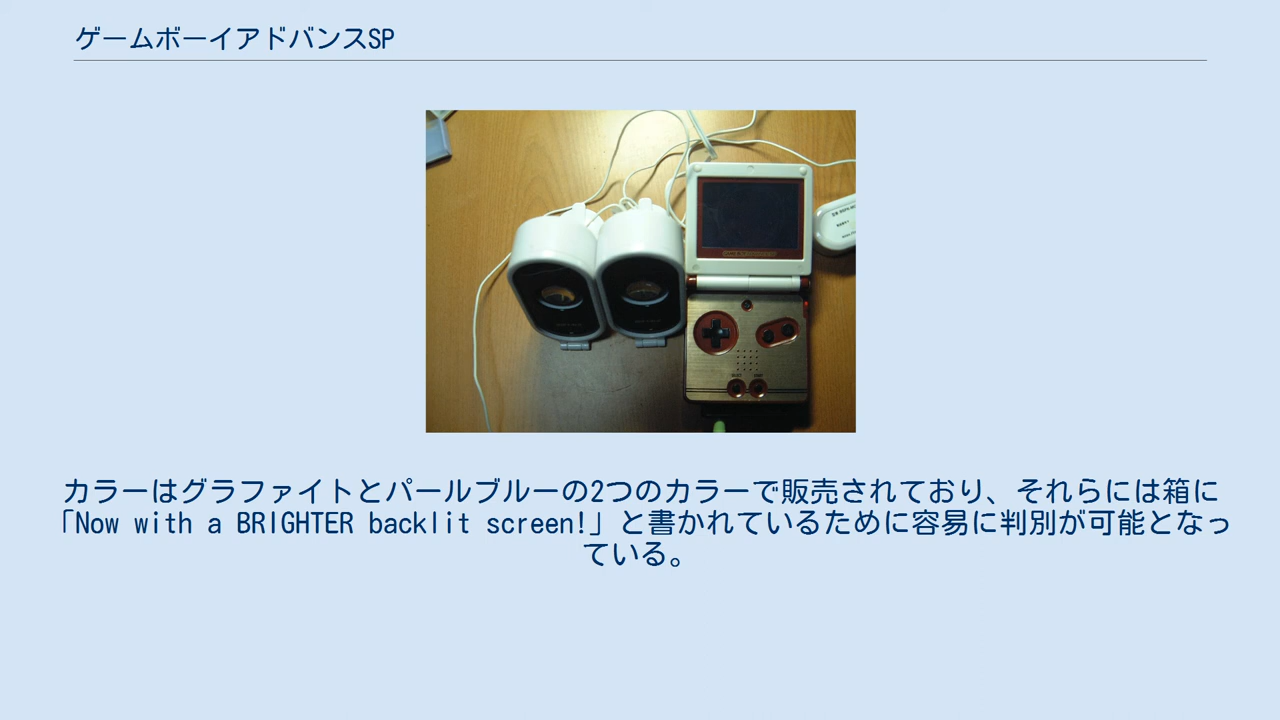 ゲームボーイアドバンスSP
カラーはグラファイトとパールブルーの2つのカラーで販売されており、それらには箱に
「Now with a BRIGHTER backlit screen!」と書かれているために容易に判別が可能となっ
ている。